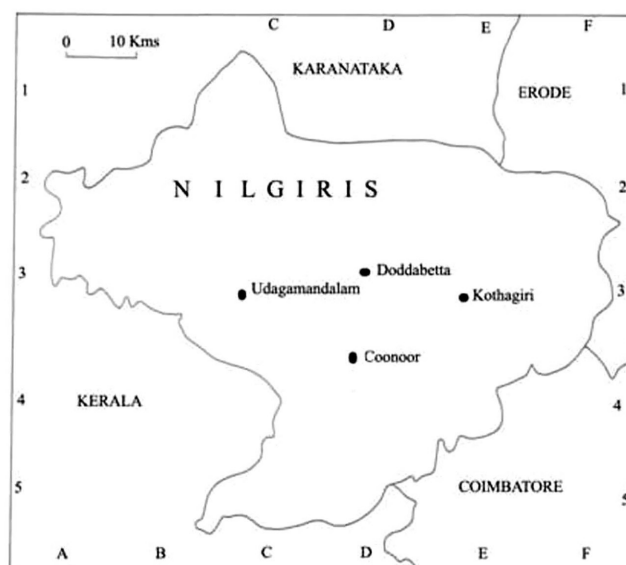 C D E F
0 10 Kms
KARANATAKA
1 ERODE 1
2 NILGIRIS 2
3 Doddabetta
Udagamandalam Kothagiri 3
Coonoor
4 KERALA 4
5 COIMBATORE 5
A B C D E F